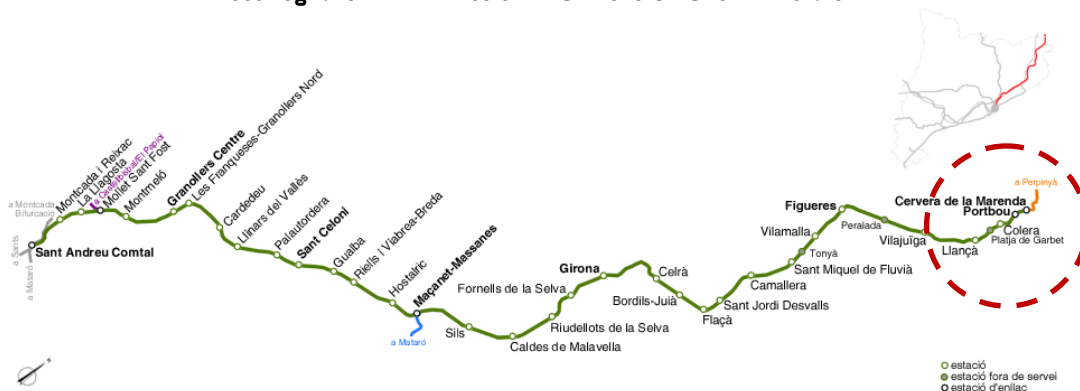 a Sants
a Mataró
a Montcada
Bifurcació
Sant Andreu Comtal
Montcada i Reixac
La Llagosta
a Castellbisbal/El Papiol
Mollet Sant Fost
Montmeló
Granollers Centre
Les Franqueses-Granollers Nord
Cardedeu
Llinars del Vallès
Palautordera
Sant Celoni
Gualba
Riells i Viabrea-Breda
Hostalric
Maçanet-Massanes
a Mataró
Sils
Caldes de Malavella
Riudellots de la Selva
Fornells de la Selva
Girona
Celrà
Bordils-Juià
Flaçà
Sant Jordi Desvalls
Camallera
Sant Miquel de Fluvià
Tonyà
Vilamalla
Figueres
Peralada
Vilajuïga
Llançà
Platja de Garbet
Colera
Portbou
Cervera de la Marenda
a Perpinyà
estació
estació fora de servei
estació d'enllaç